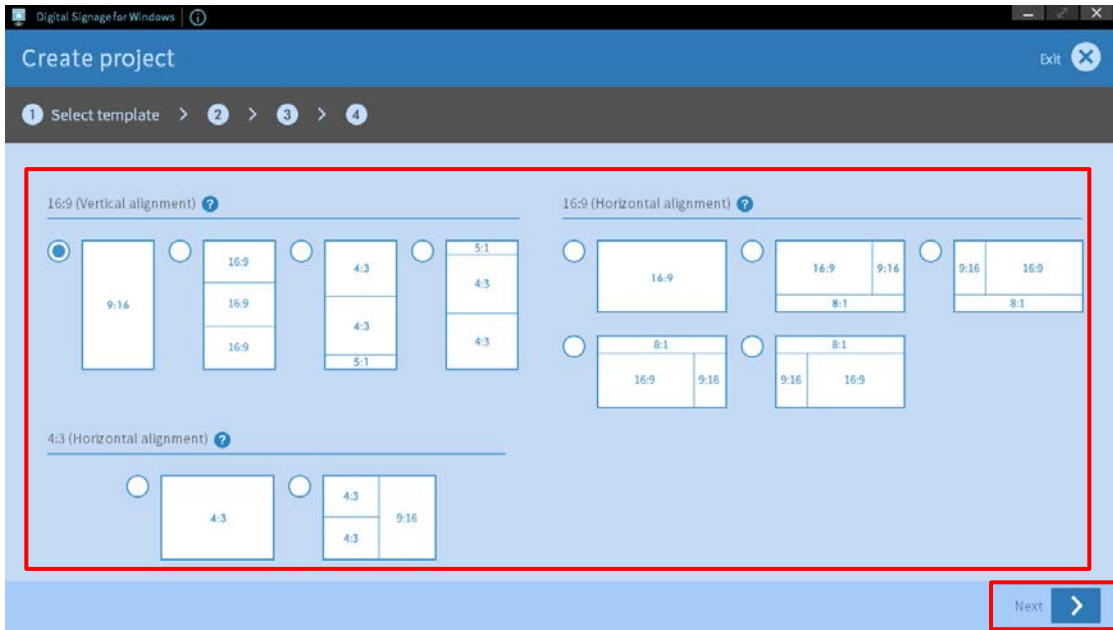 Digital Signage for Windows
Create project
Exit
1 Select template > 2 > 3 > 4
16:9 (Vertical alignment) ?
9:16
16:9
16:9
16:9
4:3
4:3
5:1
5:1
4:3
4:3
16:9 (Horizontal alignment) ?
16:9
16:9 9:16
8:1
9:16 16:9
8:1
8:1
16:9 9:16
8:1
9:16 16:9
4:3 (Horizontal alignment) ?
4:3
4:3
4:3
9:16
Next